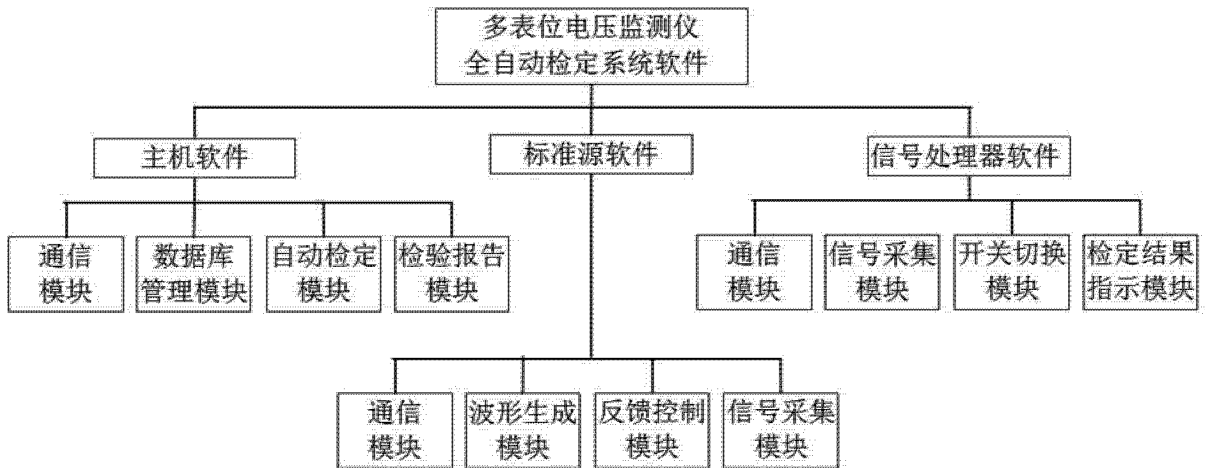 多表位电压监测仪
全自动检定系统软件
主机软件
标准源软件
信号处理器软件
通信
模块
数据库
管理模块
自动检定
模块
检验报告
模块
通信
模块
信号采集
模块
开关切换
模块
检定结果
指示模块
通信
模块
波形生成
模块
反馈控制
模块
信号采集
模块